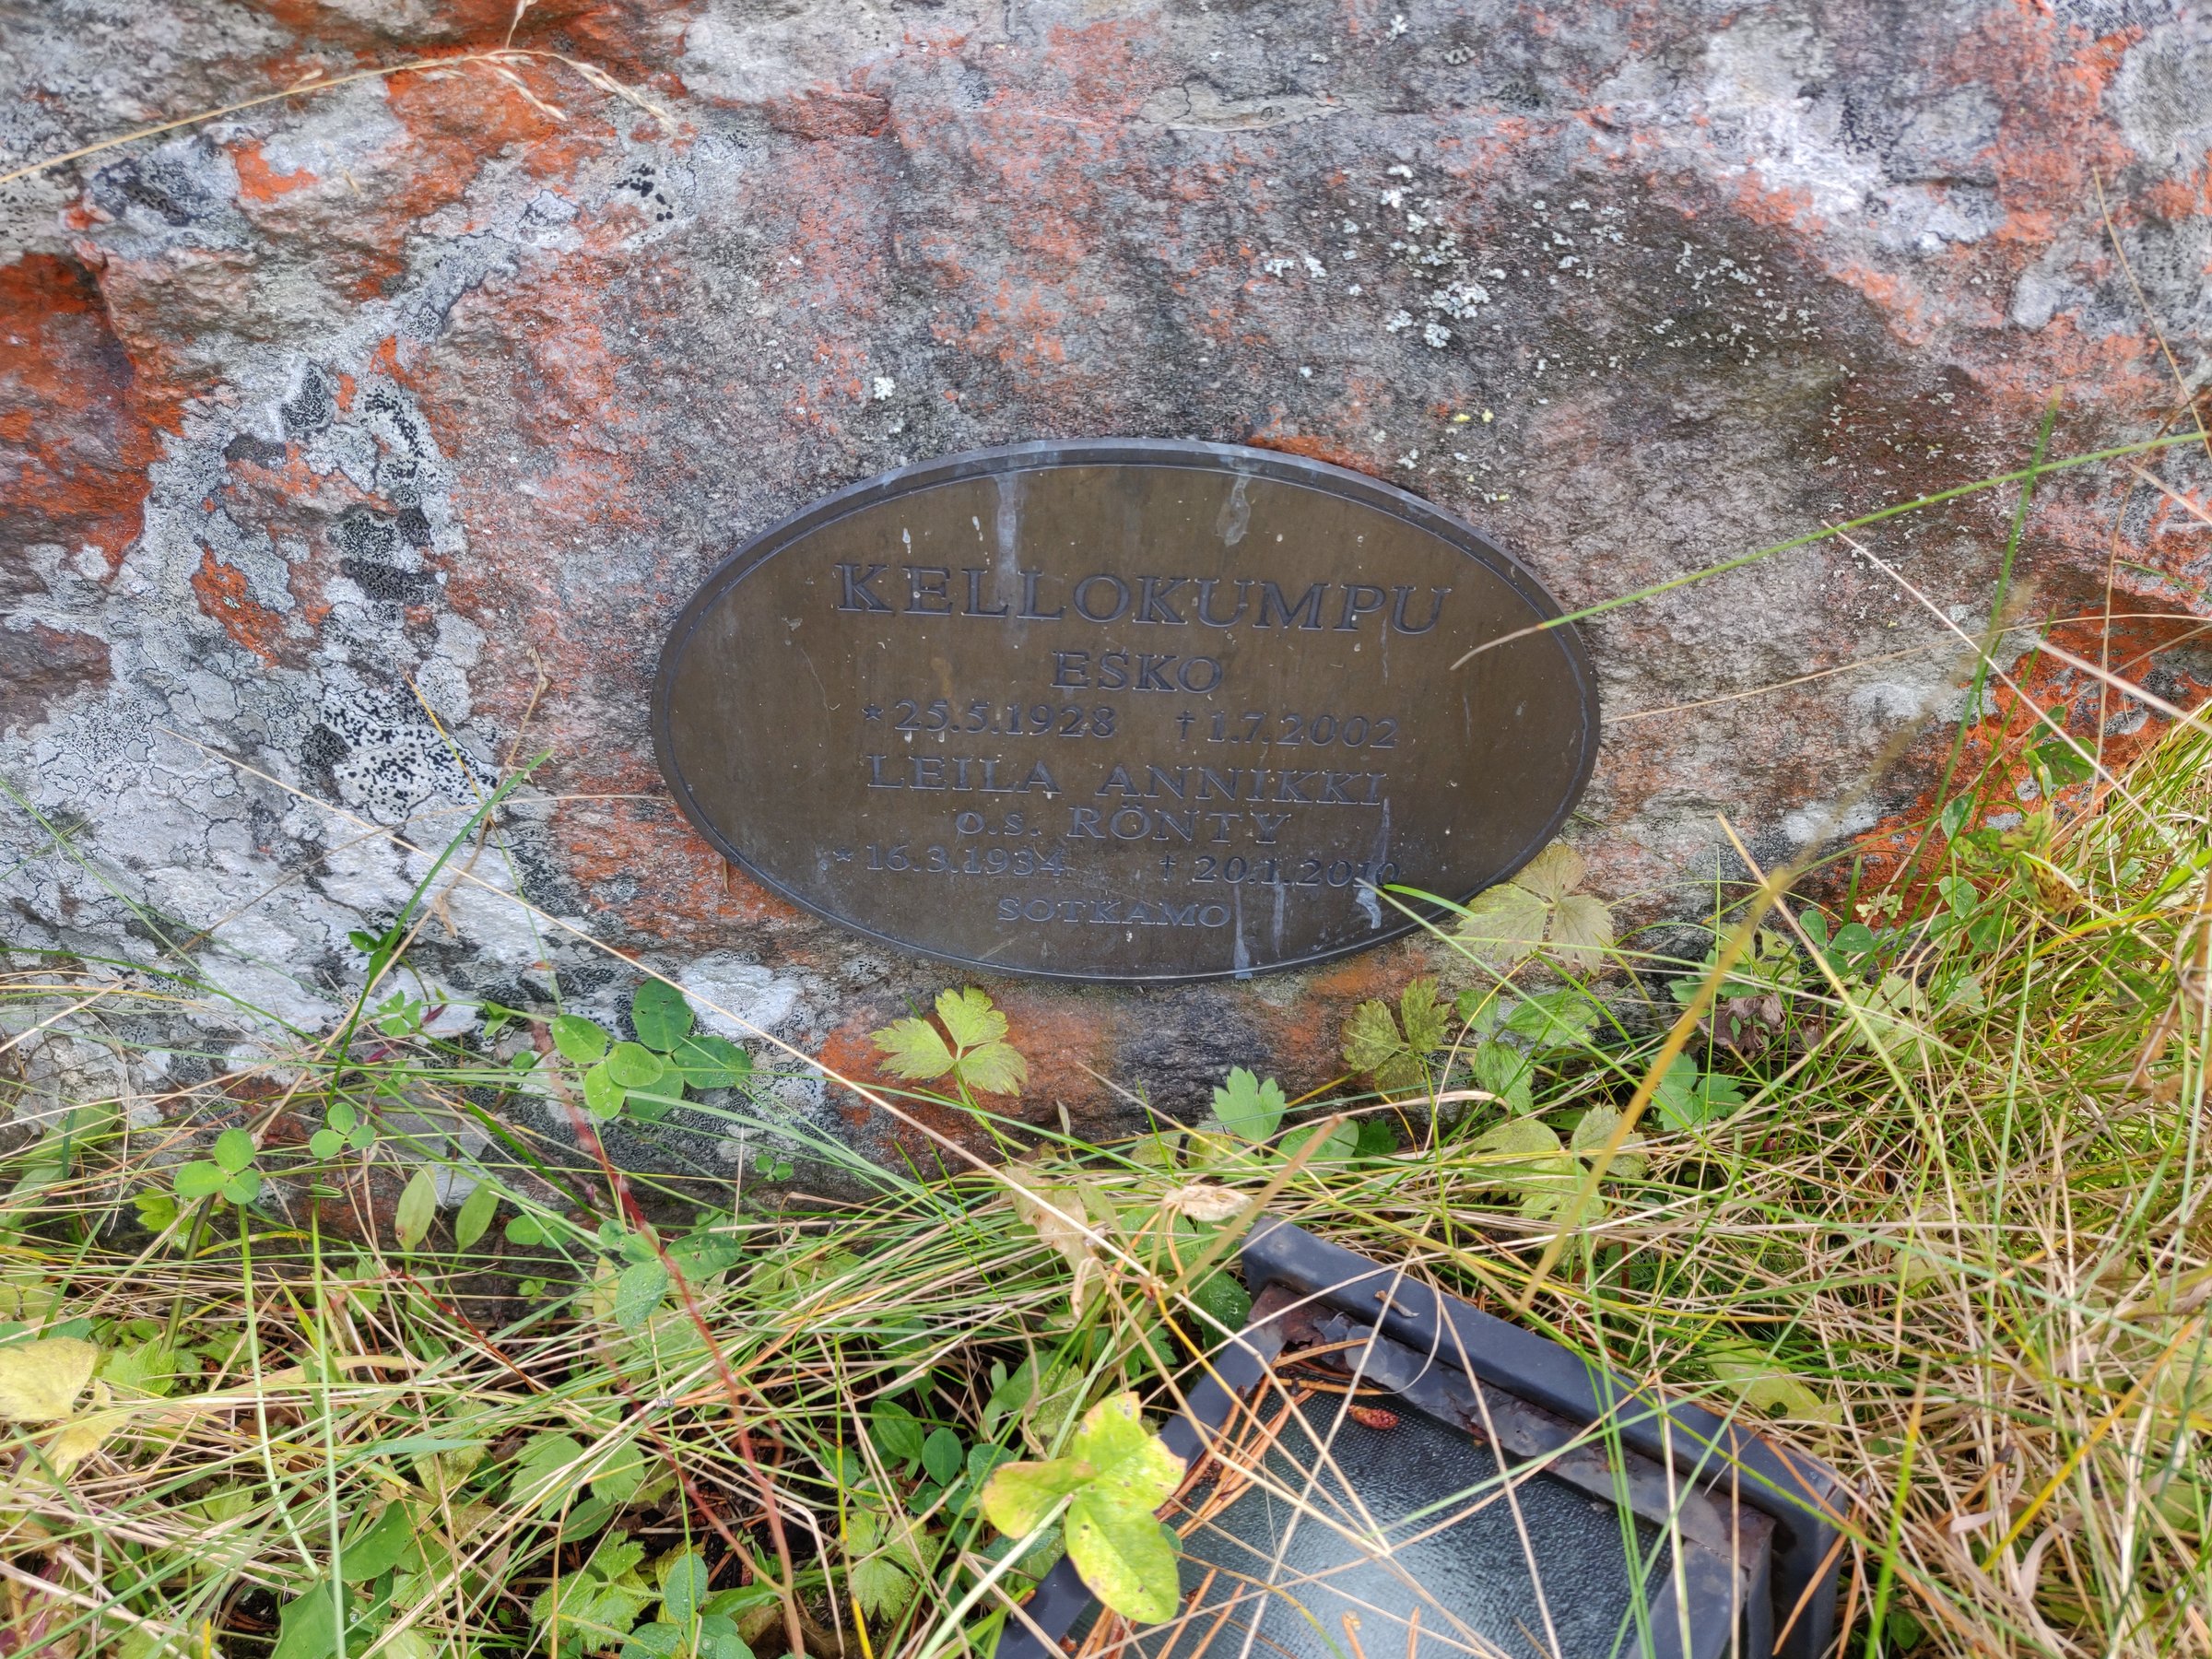 KELLOKUMPU
ESKO
*25.5.1928 †1.7.2002
LEILA ANNIKKI
o.s. RÖNTY
*16.3.1934 †20.1.2010
SOTKAMO